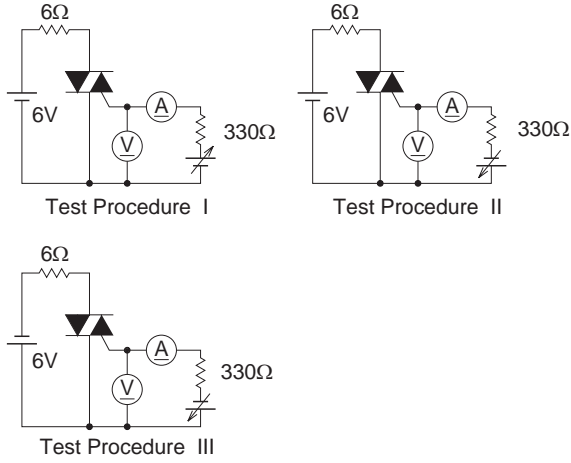 6Ω
6V
A
V
330Ω
Test Procedure I
6Ω
6V
A
V
330Ω
Test Procedure II
6Ω
6V
A
V
330Ω
Test Procedure III